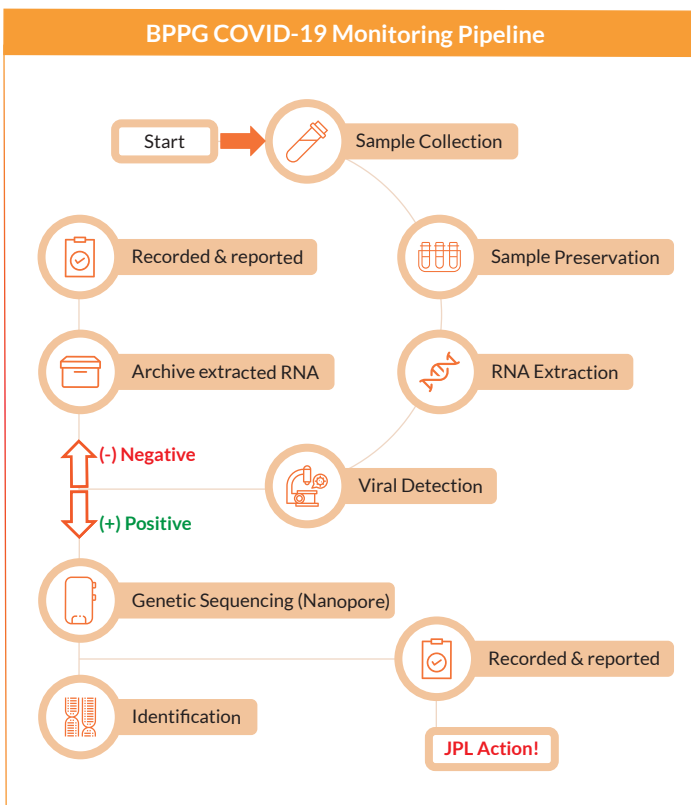 BPPG COVID-19 Monitoring Pipeline
Start
Sample Collection
Recorded & reported
Sample Preservation
Archive extracted RNA
RNA Extraction
(-) Negative
Viral Detection
(+) Positive
Genetic Sequencing (Nanopore)
Recorded & reported
Identification
JPL Action!